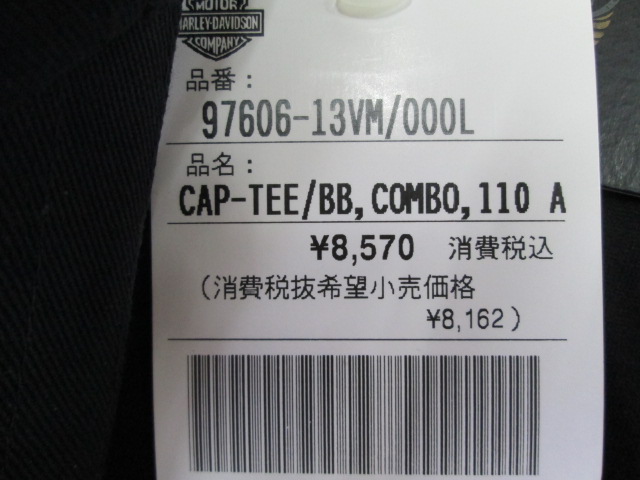 MOTOR
HARLEY-DAVIDSON
COMPANY
品番：
97606-13VM/000L
品名：
CAP-TEE/BB,COMBO,110 A
¥8,570 消費税込
（消費税抜希望小売価格
¥8,162）